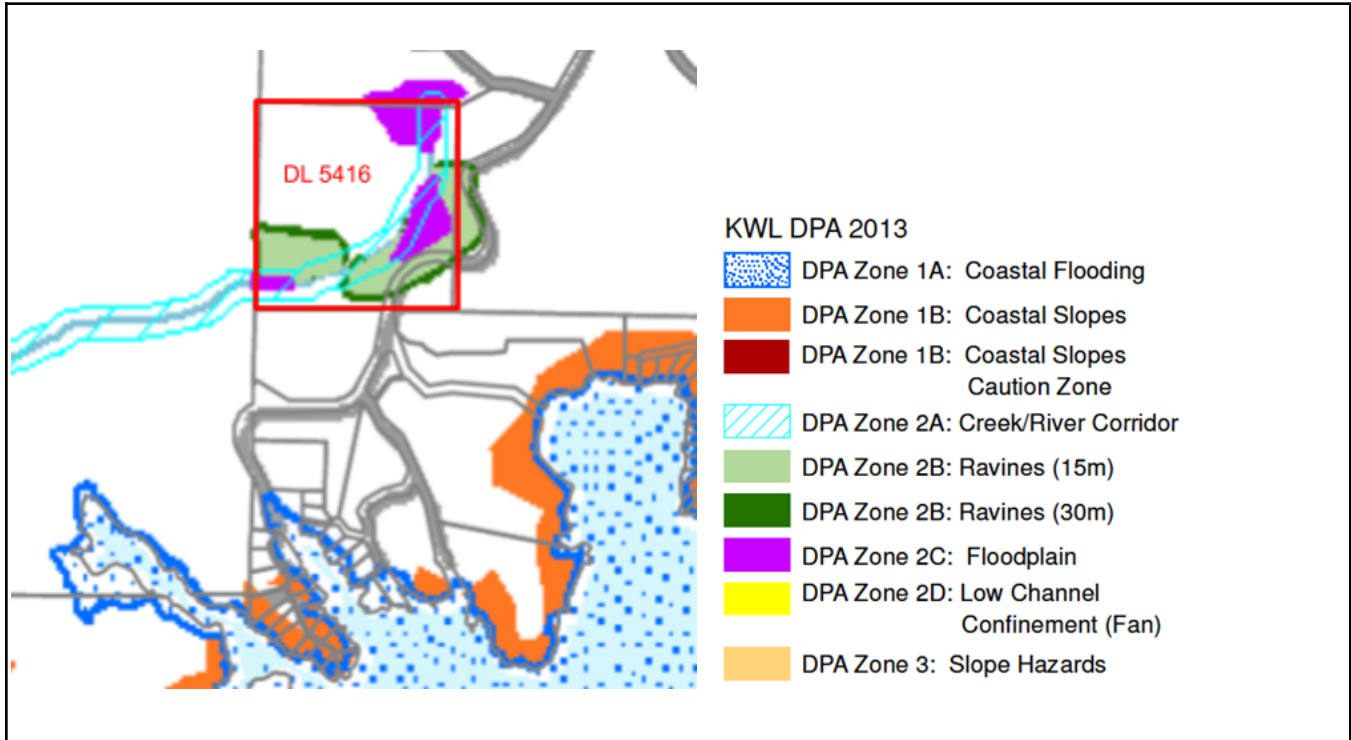 DL 5416
KWL DPA 2013
DPA Zone 1A: Coastal Flooding
DPA Zone 1B: Coastal Slopes
DPA Zone 1B: Coastal Slopes
Caution Zone
DPA Zone 2A: Creek/River Corridor
DPA Zone 2B: Ravines (15m)
DPA Zone 2B: Ravines (30m)
DPA Zone 2C: Floodplain
DPA Zone 2D: Low Channel
Confinement (Fan)
DPA Zone 3: Slope Hazards